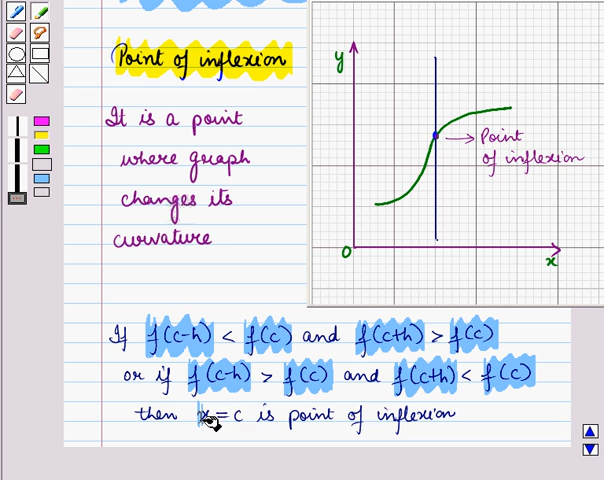 Point of inflexion
It is a point
where graph
changes its
curvature
y
→ Point
of inflexion
0
x
If f(c-h) < f(c) and f(c+h) > f(c)
or if f(c-h) > f(c) and f(c+h) < f(c)
then x = c is point of inflexion